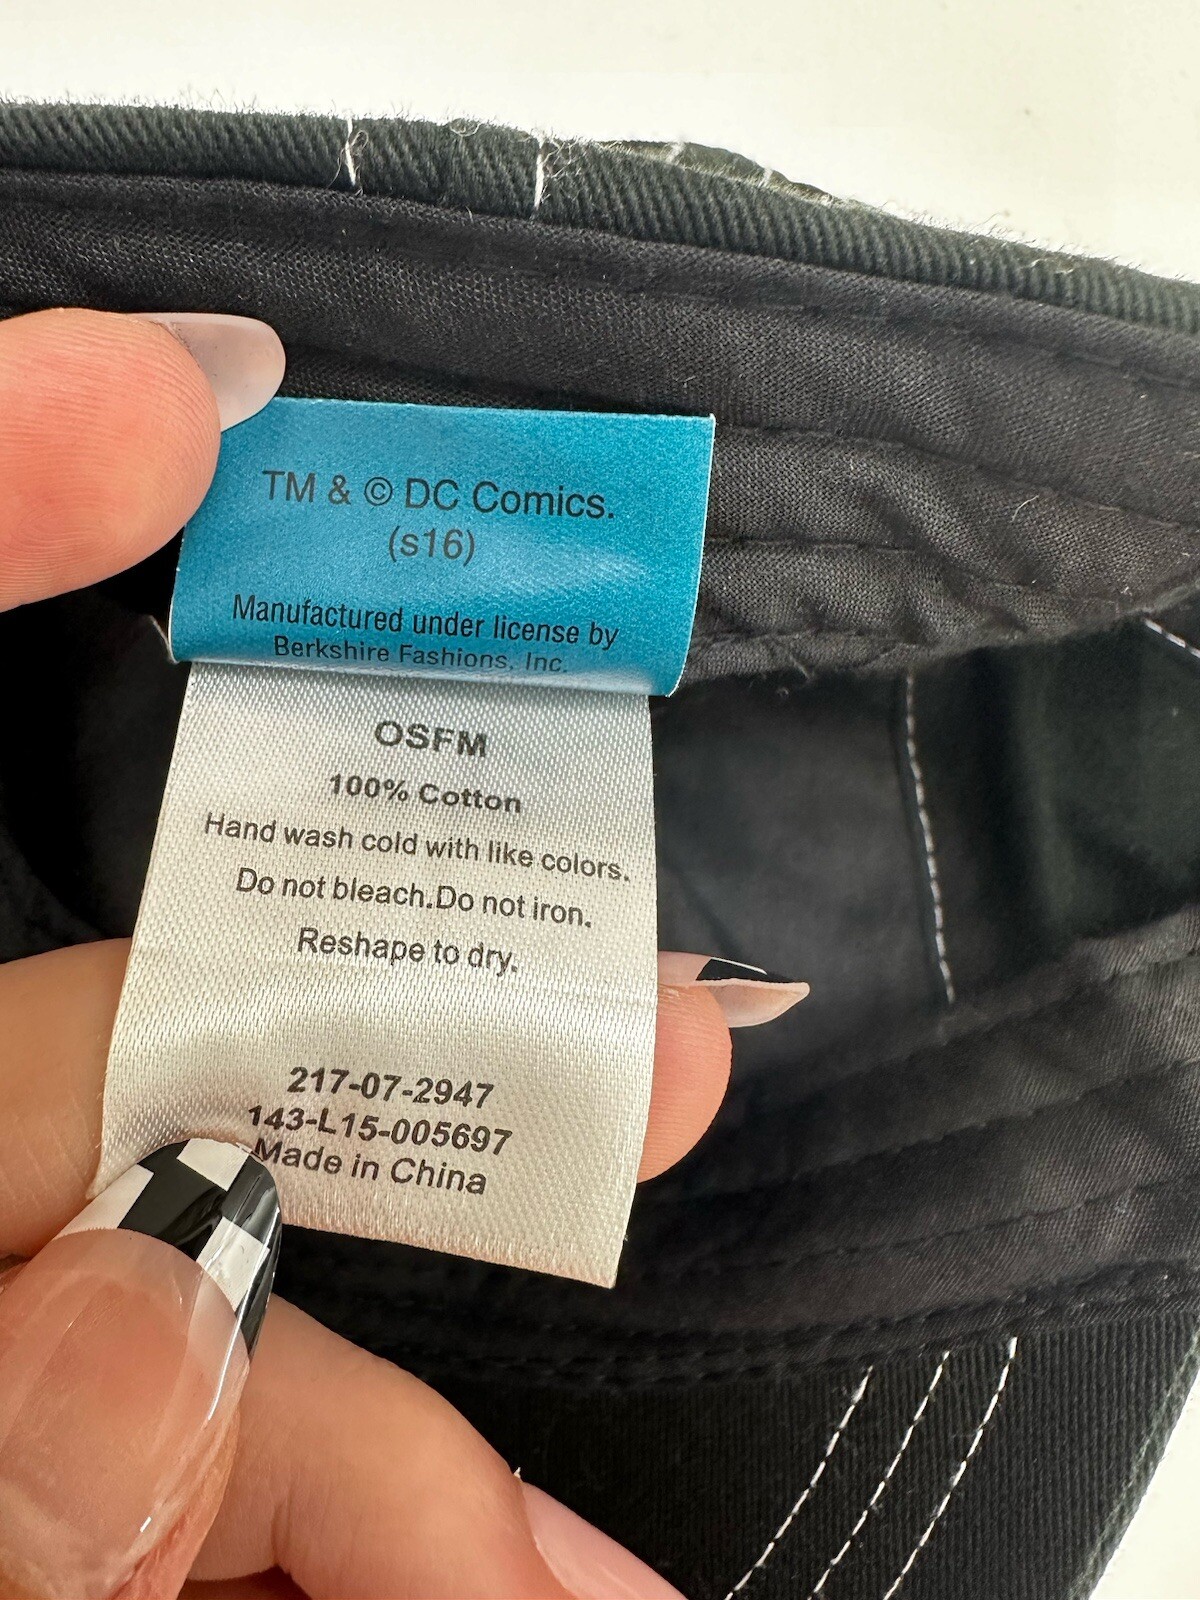 TM & © DC Comics.
(s16)
Manufactured under license by
Berkshire Fashions, Inc.
OSFM
100% Cotton
Hand wash cold with like colors.
Do not bleach.Do not iron.
Reshape to dry.
217-07-2947
143-L15-005697
Made in China